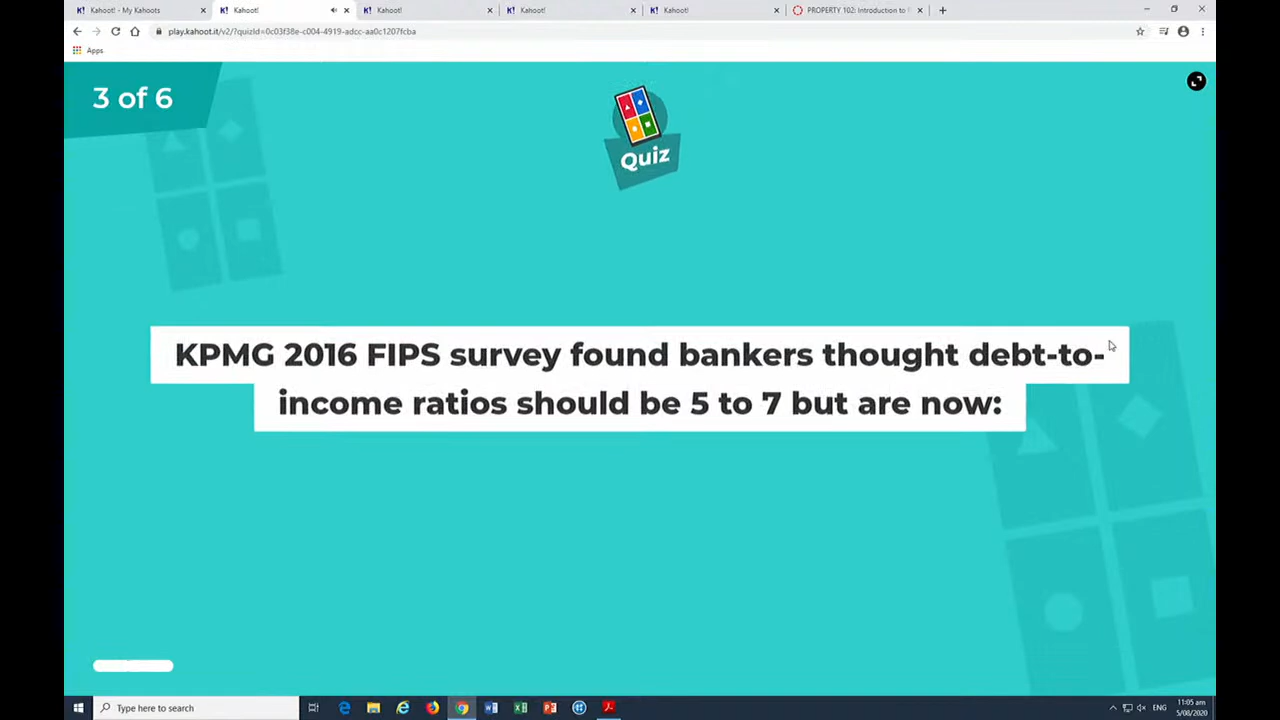 Kahoot! - My Kahoots
Kahoot!
Kahoot!
Kahoot!
Kahoot!
PROPERTY 102: Introduction to
play.kahoot.it/v2/?quizId=0c03f38e-c004-4919-adcc-aa0c1207fcba
Apps
3 of 6
Quiz
KPMG 2016 FIPS survey found bankers thought debt-to-
income ratios should be 5 to 7 but are now:
Type here to search
ENG
11:05 am
5/08/2020